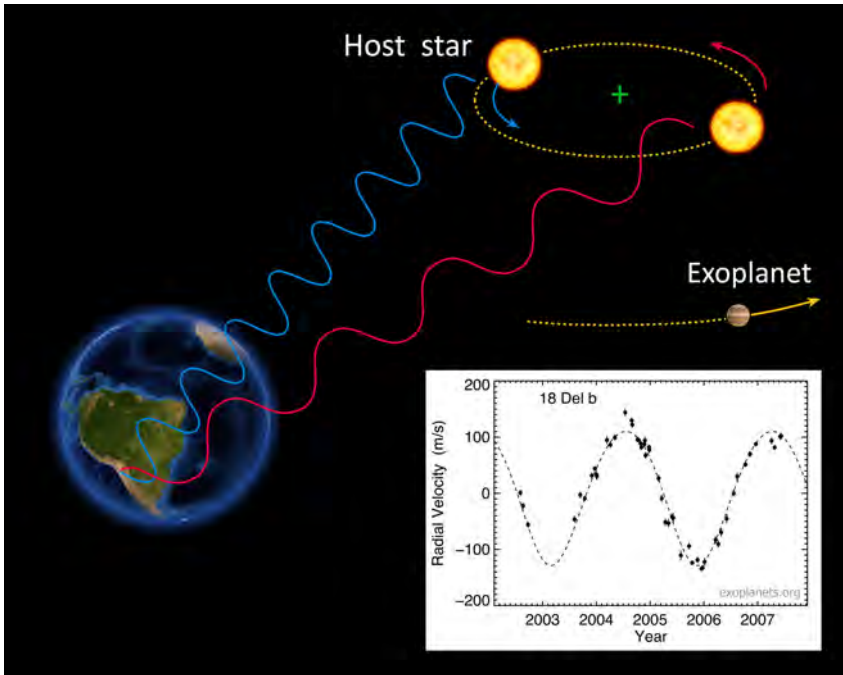 Host star
Exoplanet
18 Del b
Radial Velocity (m/s)
200
100
0
−100
−200
exoplanets.org
2003 2004 2005 2006 2007
Year